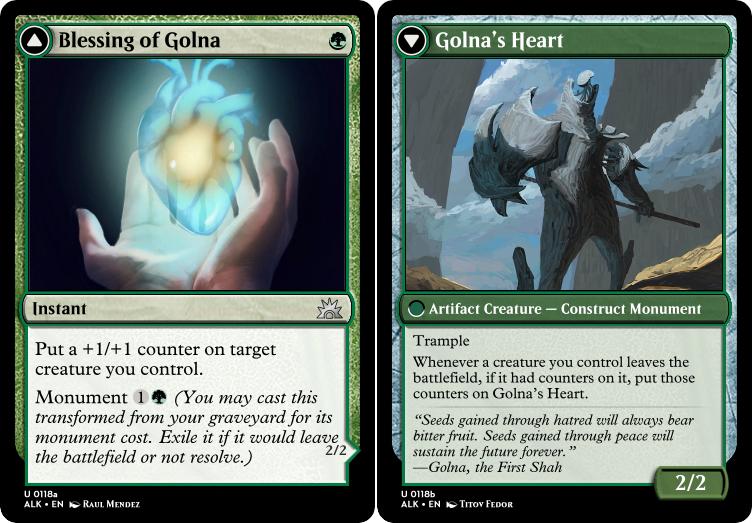 Blessing of Golna
Instant
Put a +1/+1 counter on target
creature you control.
Monument 1 (You may cast this
transformed from your graveyard for its
monument cost. Exile it if it would leave
the battlefield or not resolve.)
2/2
U 0118a
ALK • EN RAUL MENDEZ
Golna's Heart
Artifact Creature — Construct Monument
Trample
Whenever a creature you control leaves the
battlefield, if it had counters on it, put those
counters on Golna's Heart.
"Seeds gained through hatred will always bear
bitter fruit. Seeds gained through peace will
sustain the future forever."
—Golna, the First Shah
2/2
U 0118b
ALK • EN TITOV FEDOR